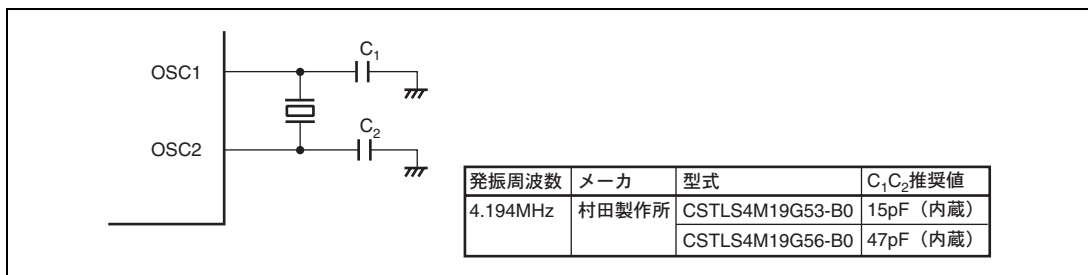 C1
OSC1
C2
OSC2
発振周波数 メーカ 型式 C1C2推奨値
4.194MHz 村田製作所 CSTLS4M19G53-B0 15pF（内蔵）
CSTLS4M19G56-B0 47pF（内蔵）